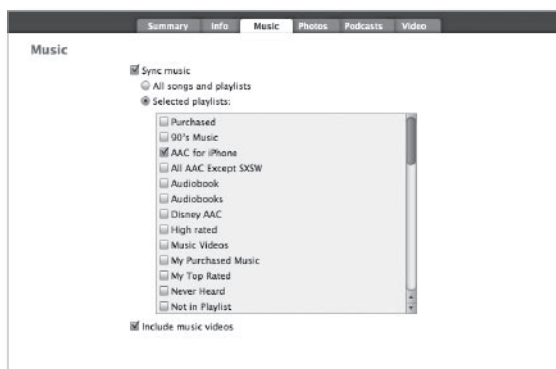 Summary Info Music Photos Podcasts Video
Music
Sync music
All songs and playlists
Selected playlists:
Purchased
90's Music
AAC for iPhone
All AAC Except SXSW
Audiobook
Audiobooks
Disney AAC
High rated
Music Videos
My Purchased Music
My Top Rated
Never Heard
Not in Playlist
Include music videos